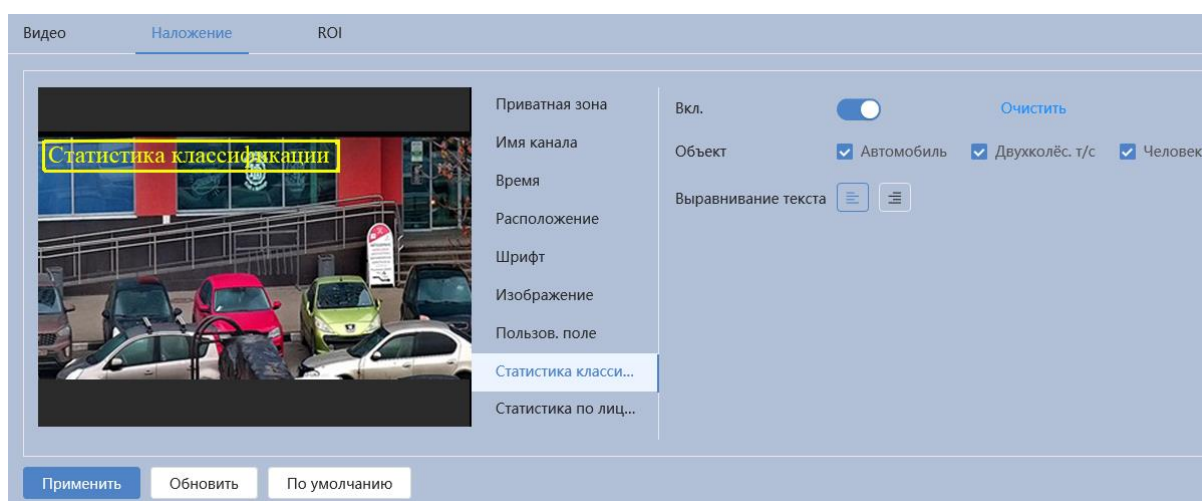 Видео
Наложение
ROI
Статистика классификации
Приватная зона
Имя канала
Время
Расположение
Шрифт
Изображение
Пользов. поле
Статистика класси...
Статистика по лиц...
Вкл.
Очистить
Объект
Автомобиль
Двухколёс. т/с
Человек
Выравнивание текста
Применить
Обновить
По умолчанию